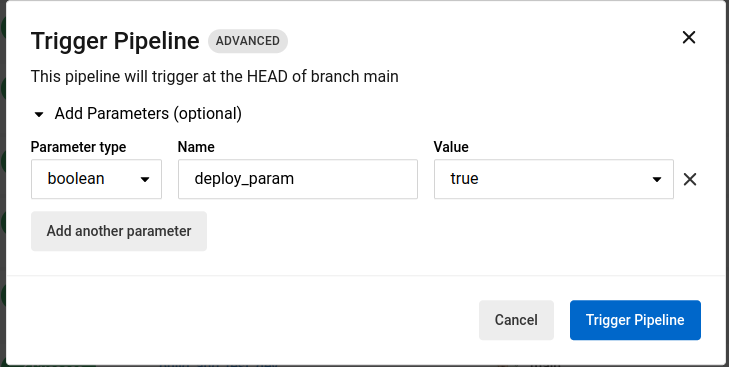 Trigger Pipeline ADVANCED
This pipeline will trigger at the HEAD of branch main
Add Parameters (optional)
Parameter type Name Value
boolean deploy_param true
Add another parameter
Cancel Trigger Pipeline